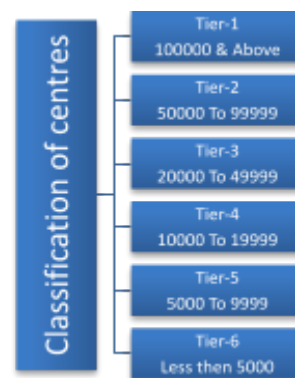 Classification of centres
Tier-1
100000 & Above
Tier-2
50000 To 99999
Tier-3
20000 To 49999
Tier-4
10000 To 19999
Tier-5
5000 To 9999
Tier-6
Less then 5000